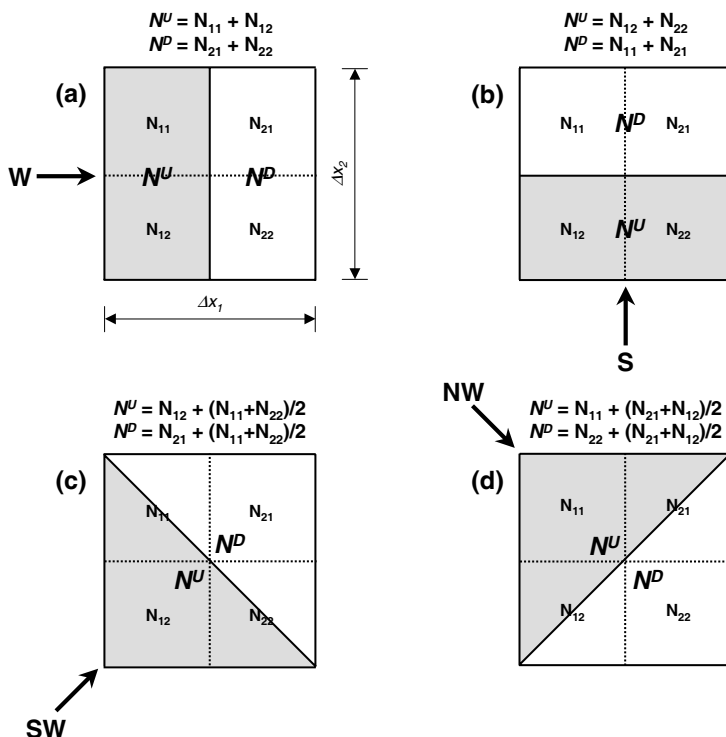 N^U = N_11 + N_12
N^D = N_21 + N_22
(a)
N_11
N_21
W
N^U
N^D
N_12
N_22
Δx_2
Δx_1
N^U = N_12 + N_22
N^D = N_11 + N_21
(b)
N_11
N^D
N_21
N_12
N^U
N_22
S
N^U = N_12 + (N_11+N_22)/2
N^D = N_21 + (N_11+N_22)/2
(c)
N_11
N_21
N^D
N^U
N_12
N_22
SW
NW
N^U = N_11 + (N_21+N_12)/2
N^D = N_22 + (N_21+N_12)/2
(d)
N_11
N_21
N^U
N^D
N_12
N_22